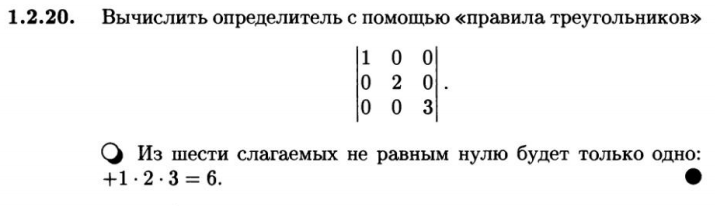 1.2.20. Вычислить определитель с помощью «правила треугольников»
|1 0 0|
|0 2 0|.
|0 0 3|
Из шести слагаемых не равным нулю будет только одно:
+1 · 2 · 3 = 6.